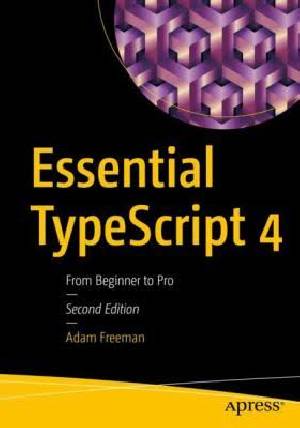 Essential
TypeScript 4
From Beginner to Pro
Second Edition
Adam Freeman
Apress®